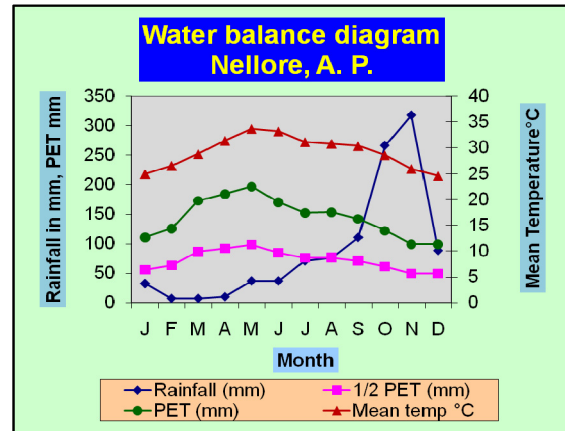 Water balance diagram
Nellore, A. P.
Rainfall in mm, PET mm
350
300
250
200
150
100
50
0
40
35
30
25
20
15
10
5
0
Mean Temperature°C
J F M A M J J A S O N D
Month
Rainfall (mm) 1/2 PET (mm)
PET (mm) Mean temp °C